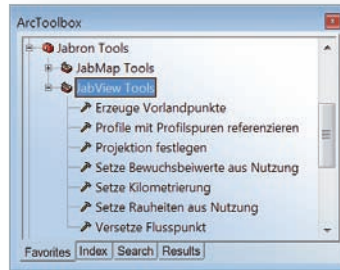 ArcToolbox
Jabron Tools
JabMap Tools
JabView Tools
Erzeuge Vorlandpunkte
Profile mit Profilspuren referenzieren
Projektion festlegen
Setze Bewuchsbeiwerte aus Nutzung
Setze Kilometrierung
Setze Rauheiten aus Nutzung
Versetze Flusspunkt
Favorites Index Search Results